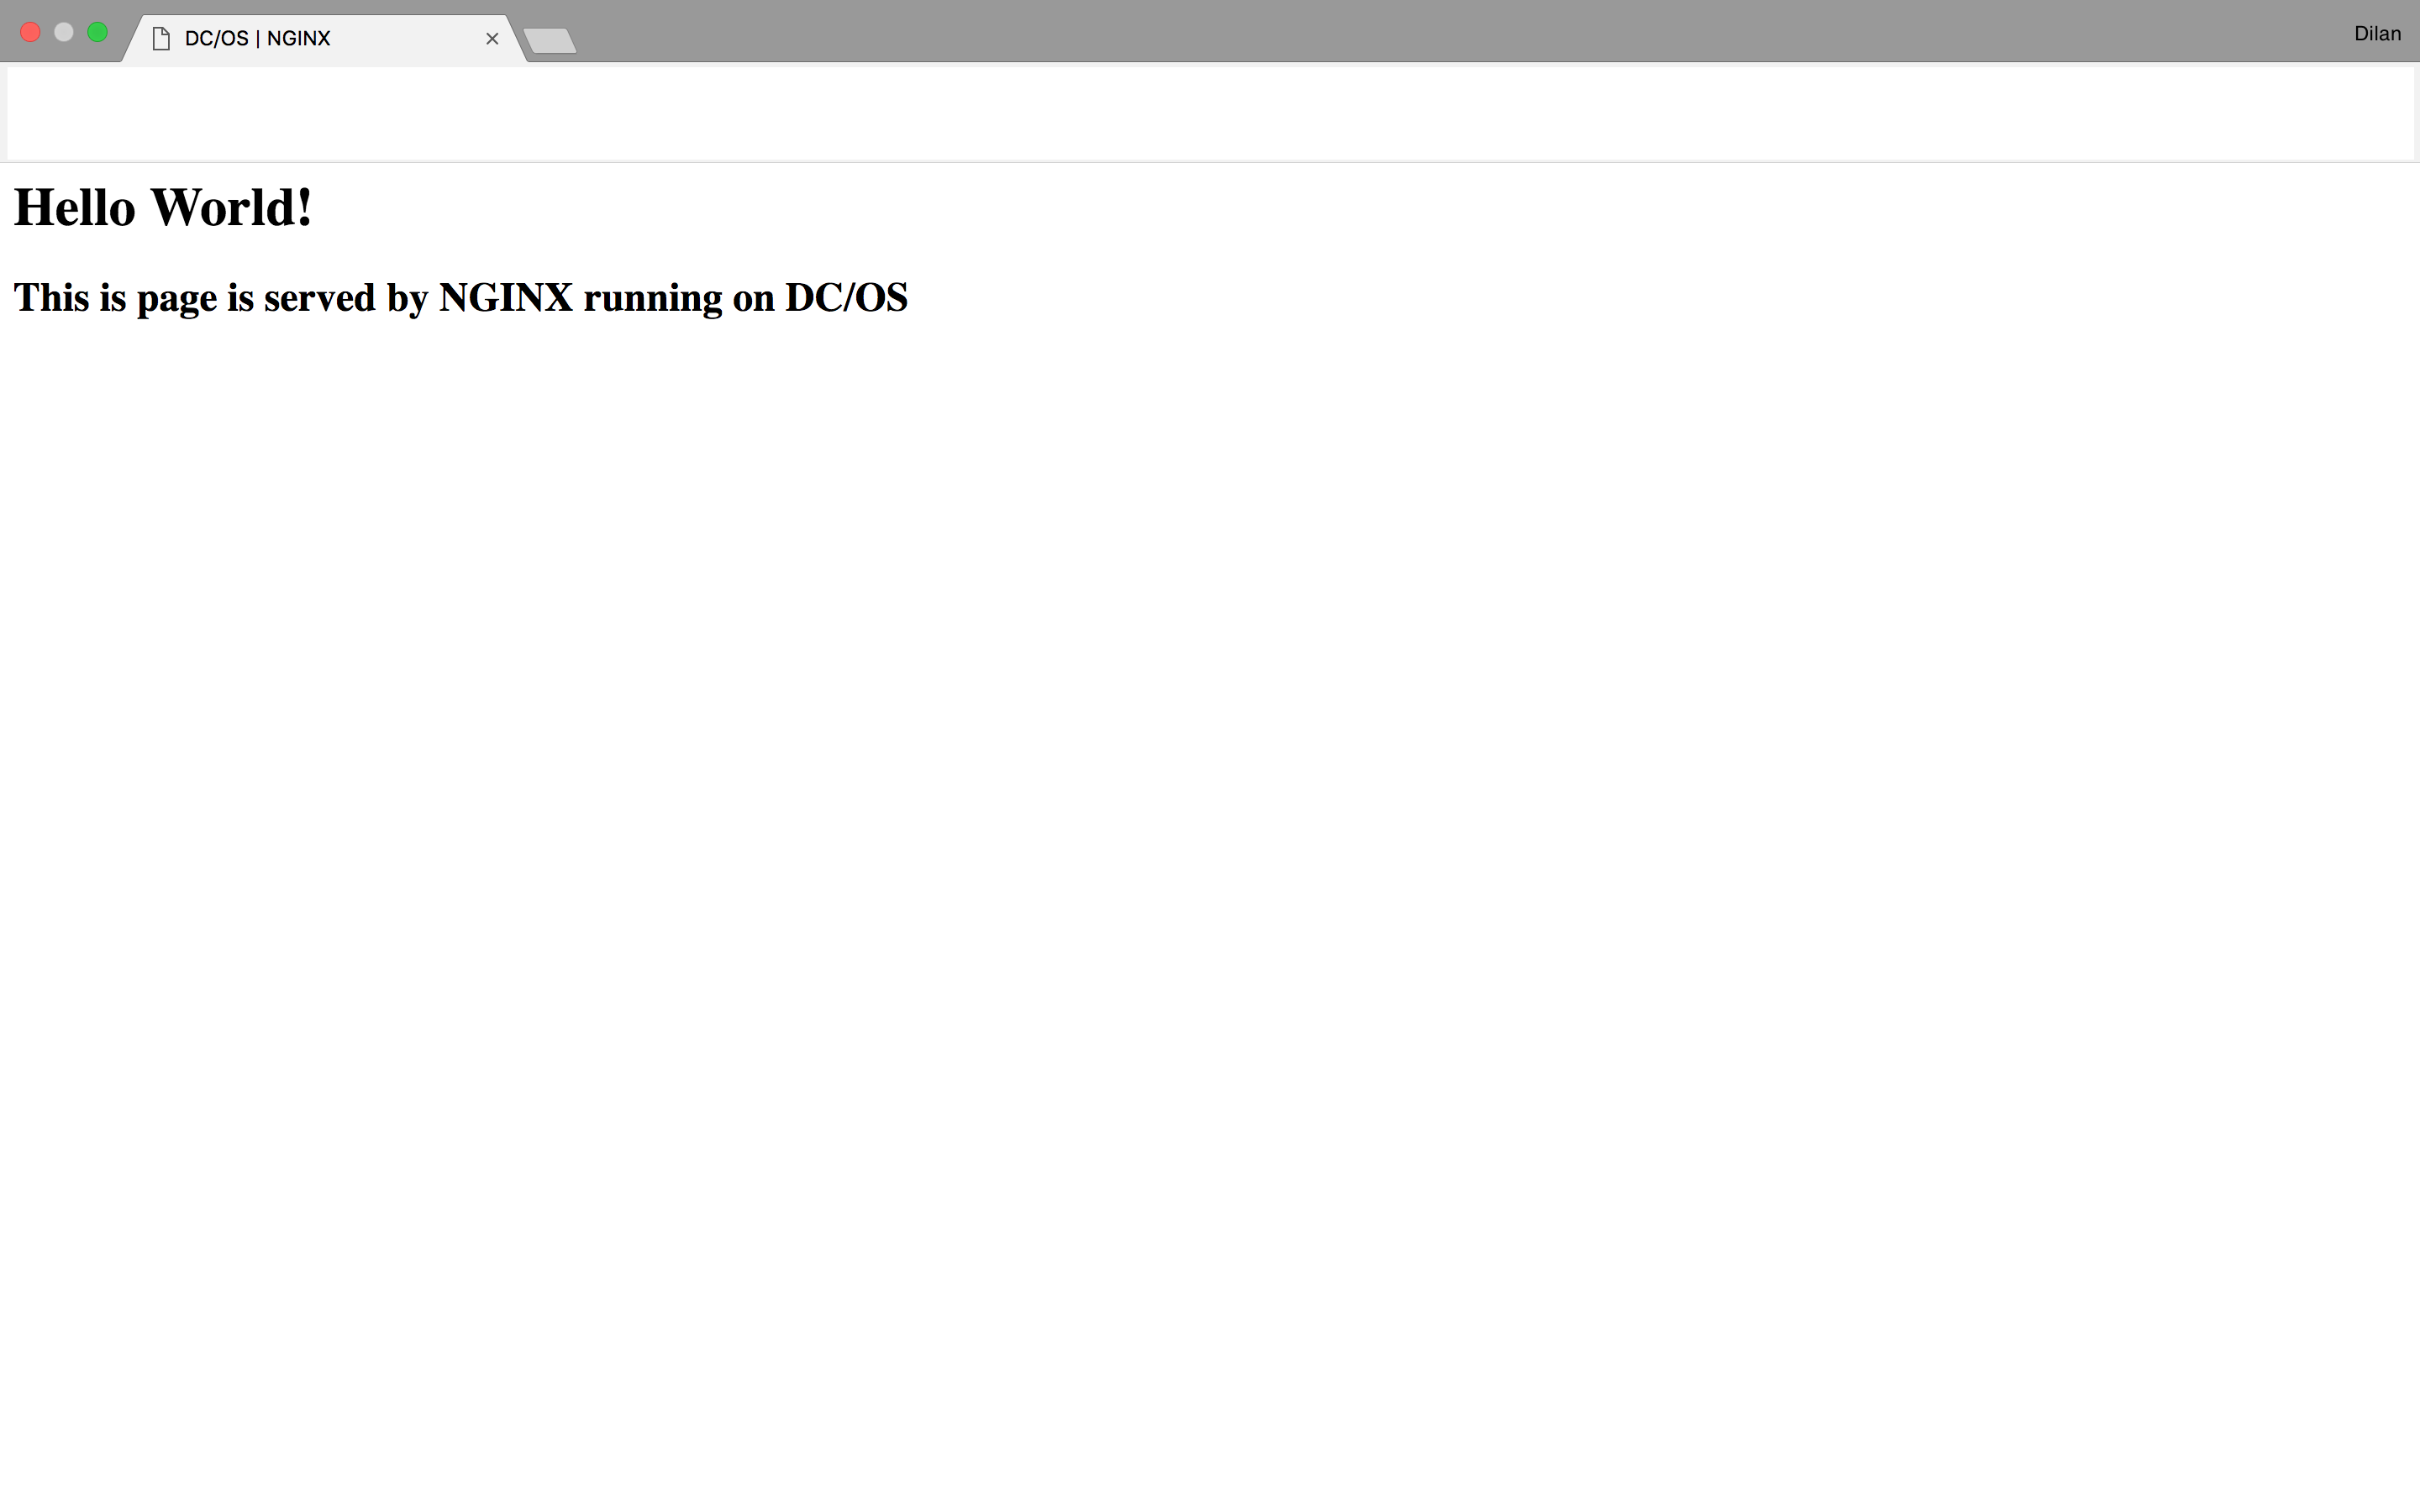 DC/OS | NGINX
Dilan
Hello World!
This is page is served by NGINX running on DC/OS